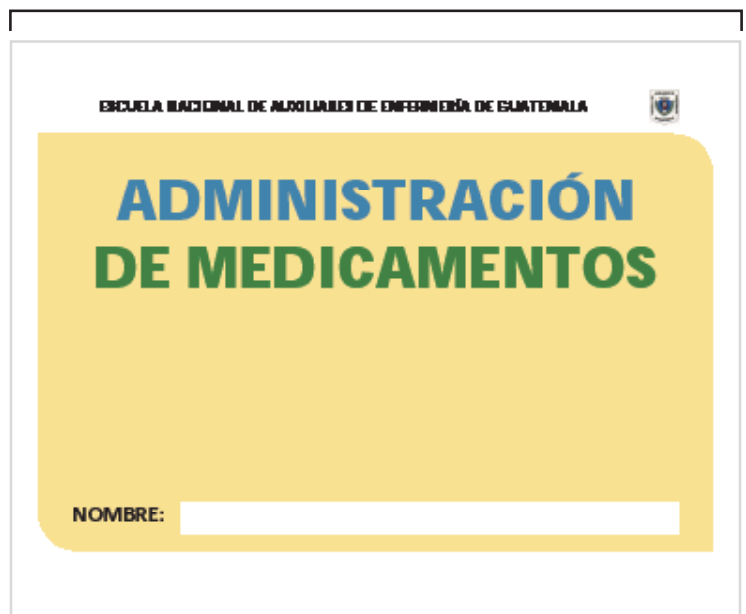 ESCUELA NACIONAL DE AUXILIARES DE ENFERMERÍA DE GUATEMALA
ADMINISTRACIÓN
DE MEDICAMENTOS
NOMBRE: